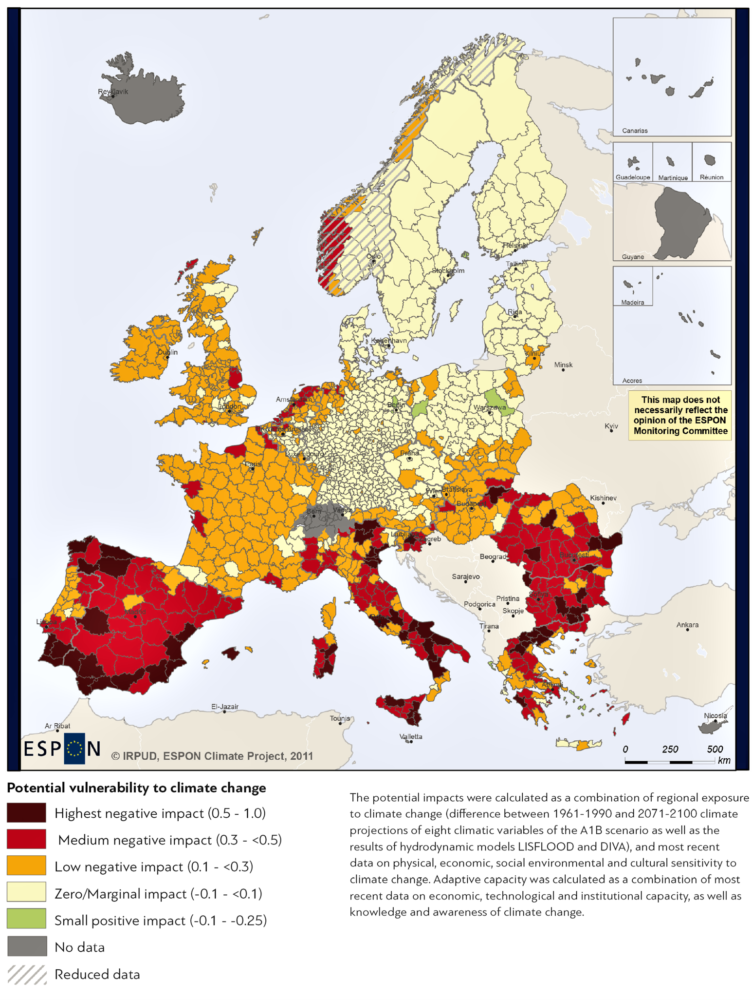 Reykjavik
Canarias
Guadeloupe
Martinique
Réunion
Guyane
Madeira
Acores
This map does not
necessarily reflect the
opinion of the ESPON
Monitoring Committee
Oslo
Helsinki
Tallinn
Stockholm
Riga
København
Vilnius
Minsk
Dublin
London
Amsterdam
Berlin
Warszawa
Kyiv
Bruxelles Brussel
Luxembourg
Praha
Paris
Wien
Bratislava
Budapest
Kishinev
Bern
Vaduz
Ljubljana
Zagreb
Beograd
Bucuresti
Sarajevo
Pristina
Sofiya
Podgorica
Skopje
Tirana
Roma
Madrid
Lisboa
Ankara
Athinai
Nicosia
El-Jazair
Tounis
Ar Ribat
Valletta
ESPON
© IRPUD, ESPON Climate Project, 2011
0 250 500
km
Potential vulnerability to climate change
Highest negative impact (0.5 - 1.0)
Medium negative impact (0.3 - <0.5)
Low negative impact (0.1 - <0.3)
Zero/Marginal impact (-0.1 - <0.1)
Small positive impact (-0.1 - -0.25)
No data
Reduced data
The potential impacts were calculated as a combination of regional exposure
to climate change (difference between 1961-1990 and 2071-2100 climate
projections of eight climatic variables of the A1B scenario as well as the
results of hydrodynamic models LISFLOOD and DIVA), and most recent
data on physical, economic, social environmental and cultural sensitivity to
climate change. Adaptive capacity was calculated as a combination of most
recent data on economic, technological and institutional capacity, as well as
knowledge and awareness of climate change.